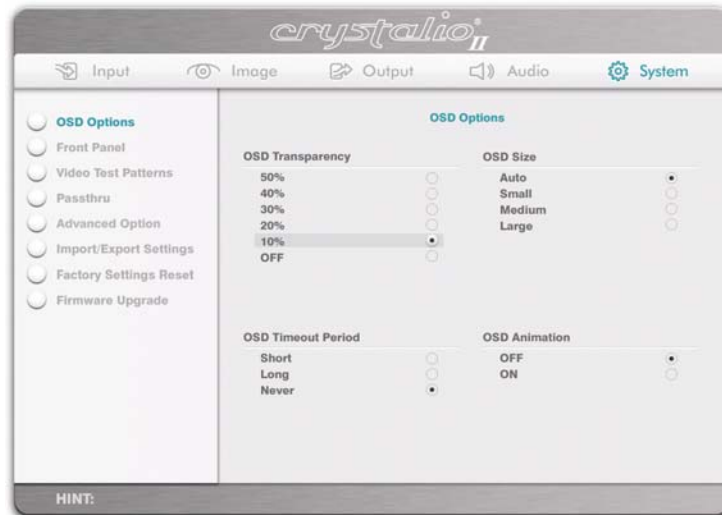 crystalio II
Input Image Output Audio System
OSD Options
Front Panel
Video Test Patterns
Passthru
Advanced Option
Import/Export Settings
Factory Settings Reset
Firmware Upgrade
OSD Options
OSD Transparency
50%
40%
30%
20%
10%
OFF
OSD Size
Auto
Small
Medium
Large
OSD Timeout Period
Short
Long
Never
OSD Animation
OFF
ON
HINT: